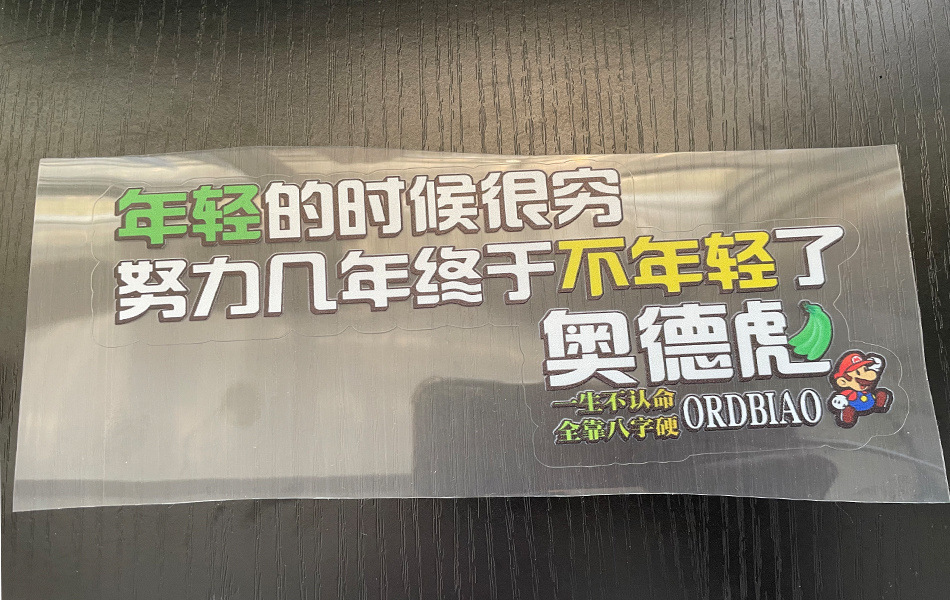 年轻的时候很穷
努力几年终于不年轻了
奥德虎
一生不认命
全靠八字硬
ORDBIAO